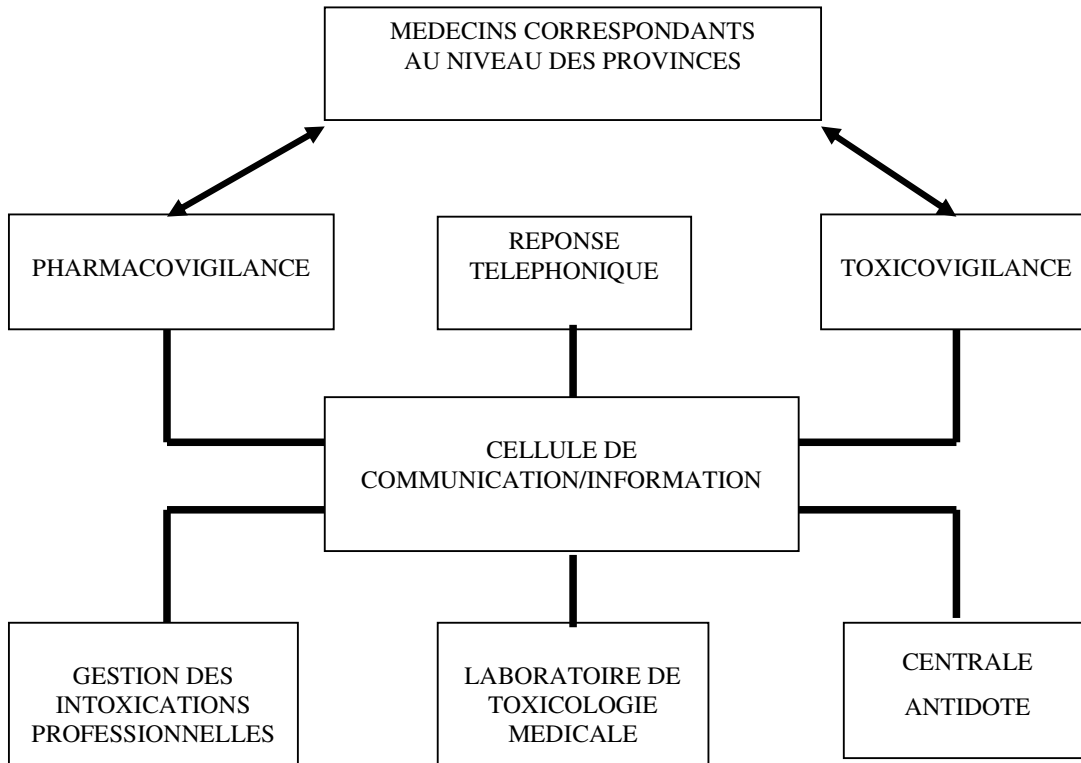 MEDECINS CORRESPONDANTS
AU NIVEAU DES PROVINCES
PHARMACOVIGILANCE
REPONSE
TELEPHONIQUE
TOXICOVIGILANCE
CELLULE DE
COMMUNICATION/INFORMATION
GESTION DES
INTOXICATIONS
PROFESSIONNELLES
LABORATOIRE DE
TOXICOLOGIE
MEDICALE
CENTRALE
ANTIDOTE